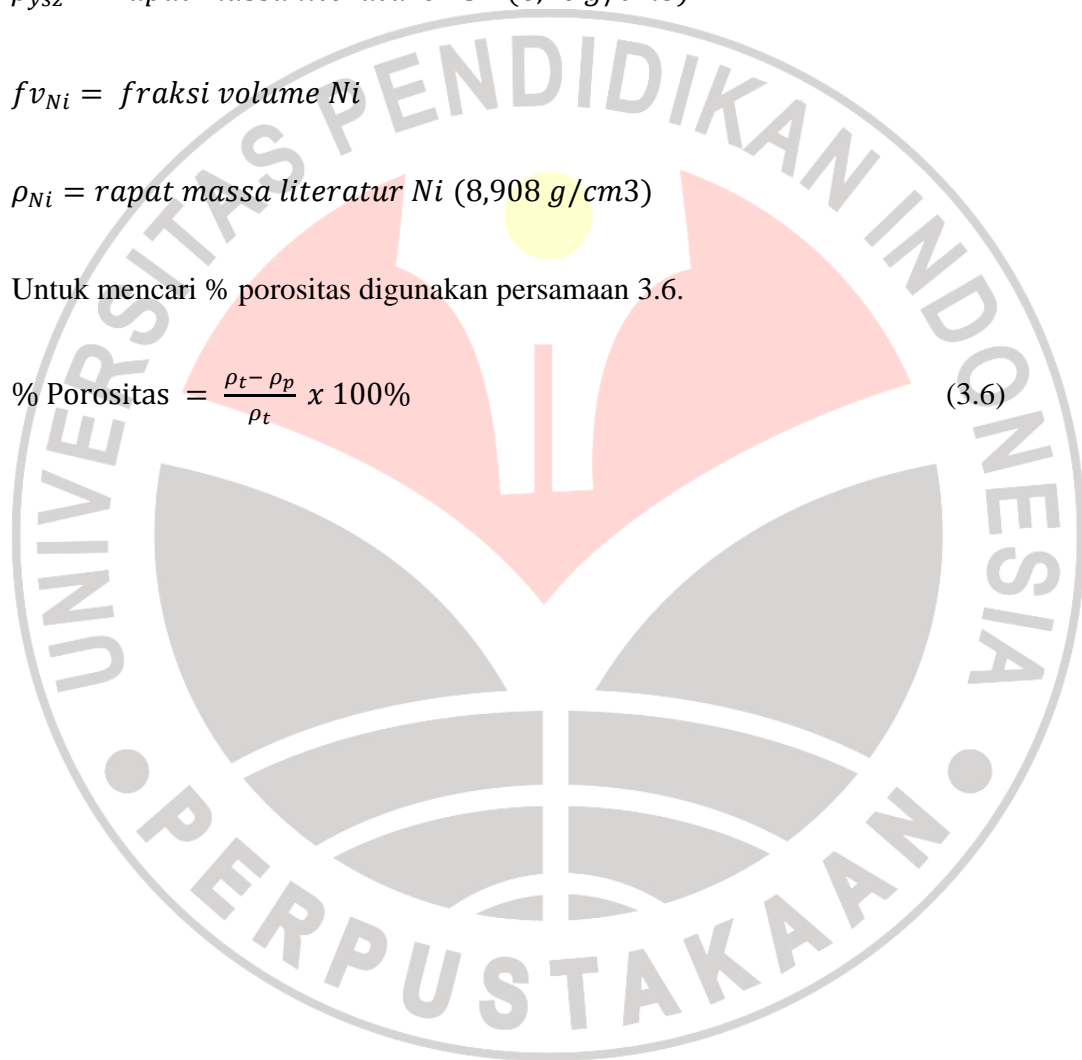 fv_Ni = fraksi volume Ni
ρ_Ni = rapat massa literatur Ni (8,908 g/cm3)
Untuk mencari % porositas digunakan persamaan 3.6.
% Porositas = (ρ_t− ρ_p)/ρ_t x 100% (3.6)
UNIVERSITAS PENDIDIKAN INDONESIA
PERPUSTAKAAN